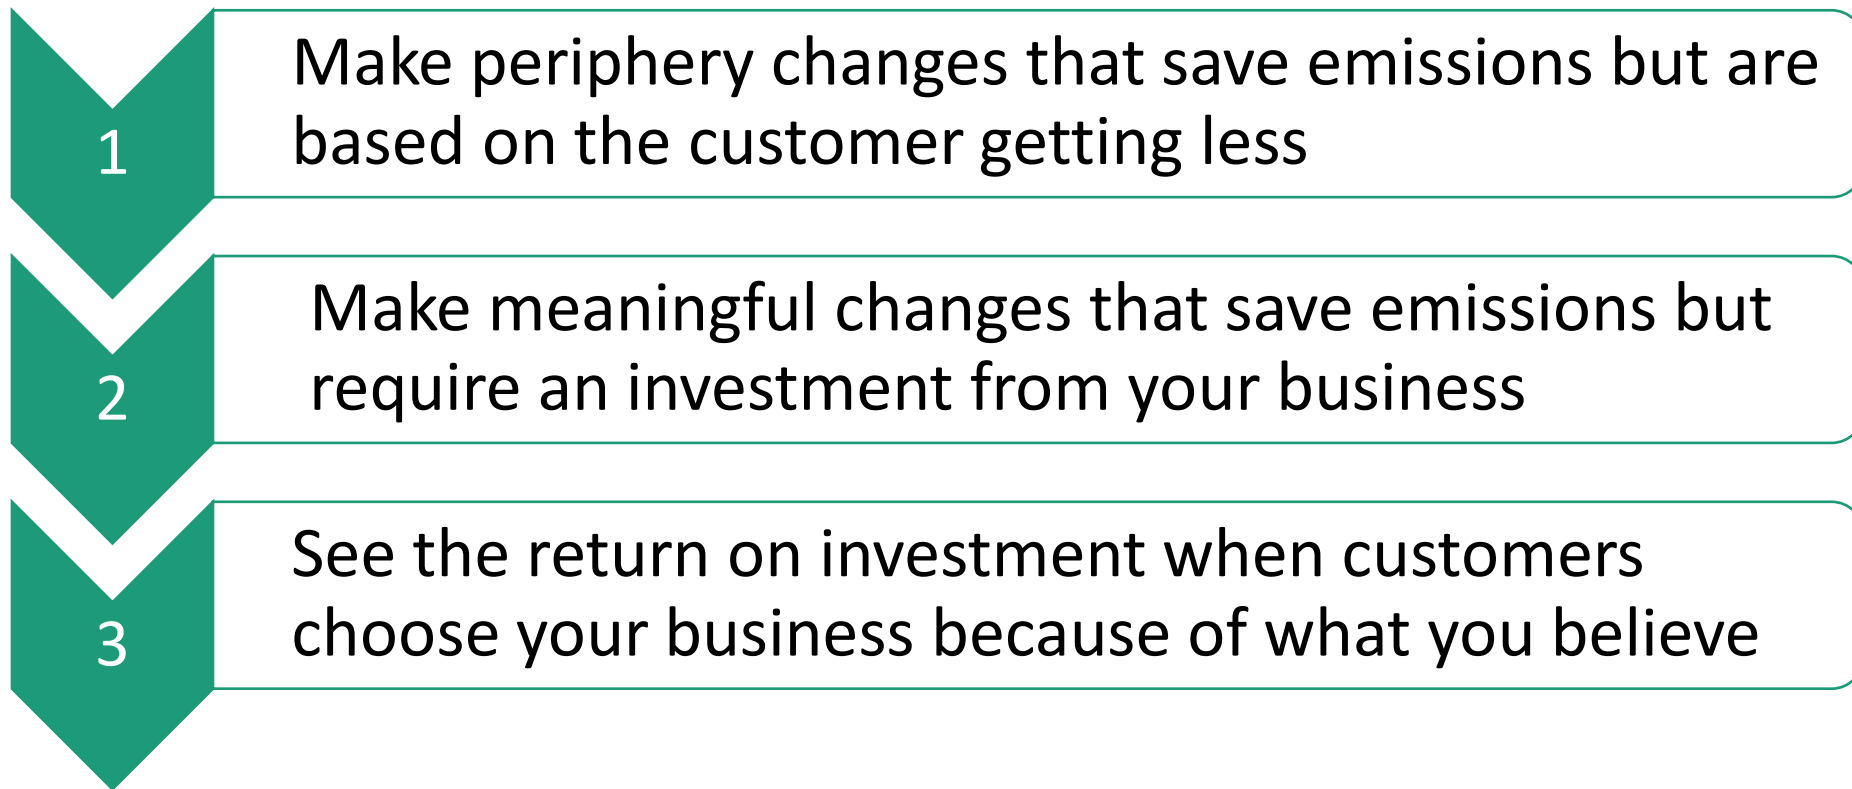 1
Make periphery changes that save emissions but are
based on the customer getting less
2
Make meaningful changes that save emissions but
require an investment from your business
3
See the return on investment when customers
choose your business because of what you believe